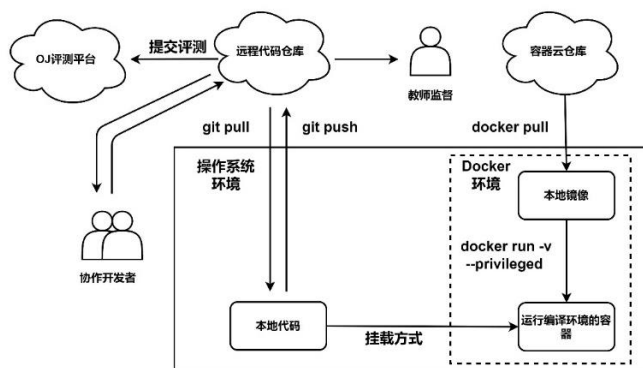 OJ评测平台
提交评测
远程代码仓库
教师监督
容器云仓库
git pull
git push
docker pull
操作系统
环境
Docker
环境
本地镜像
协作开发者
docker run -v
--privileged
本地代码
挂载方式
运行编译环境的容
器